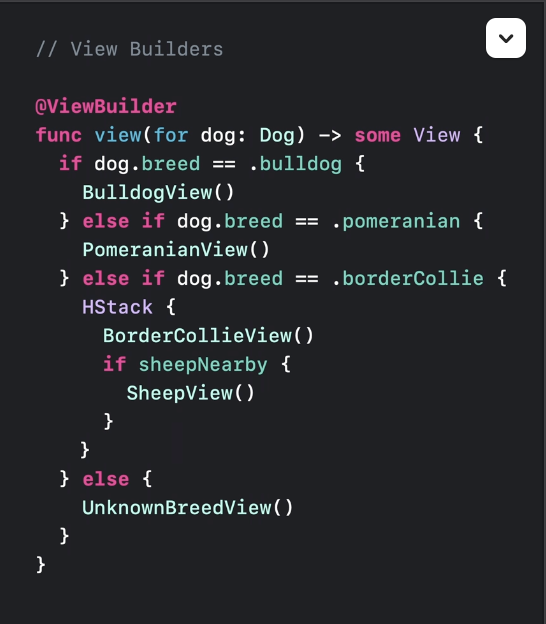 // View Builders
@ViewBuilder
func view(for dog: Dog) -> some View {
  if dog.breed == .bulldog {
    BulldogView()
  } else if dog.breed == .pomeranian {
    PomeranianView()
  } else if dog.breed == .borderCollie {
    HStack {
      BorderCollieView()
      if sheepNearby {
        SheepView()
      }
    }
  } else {
    UnknownBreedView()
  }
}